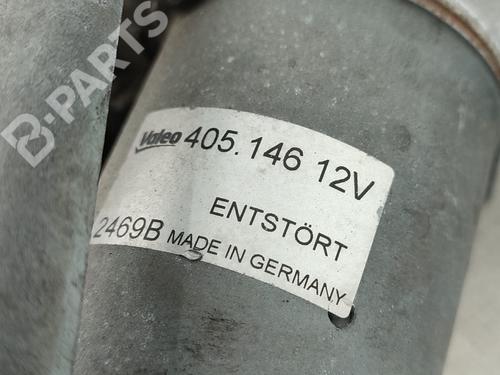 B-PARTS
Valeo 405.146 12V
ENTSTÖRT
2469B MADE IN GERMANY